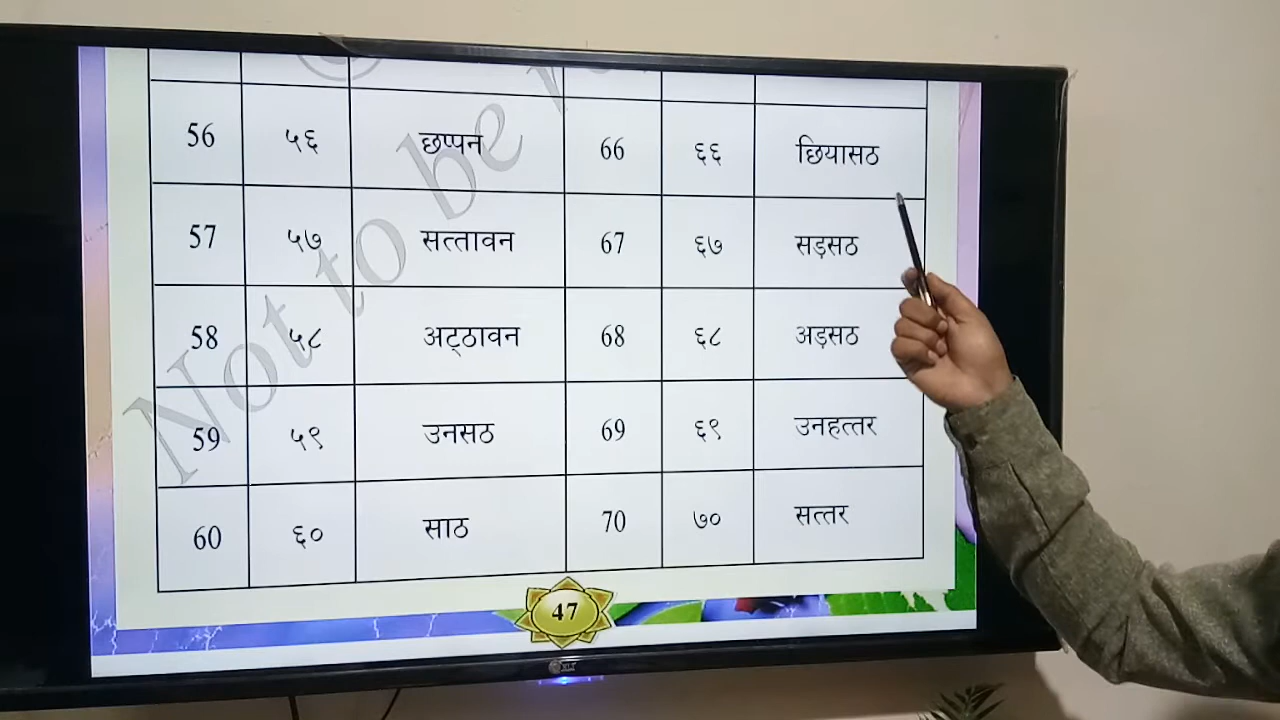 56 ५६ छप्पन 66 ६६ छियासठ
57 ५७ सत्तावन 67 ६७ सड़सठ
58 ५८ अट्ठावन 68 ६८ अड़सठ
59 ५९ उनसठ 69 ६९ उनहत्तर
60 ६० साठ 70 ७० सत्तर
Not to be
47